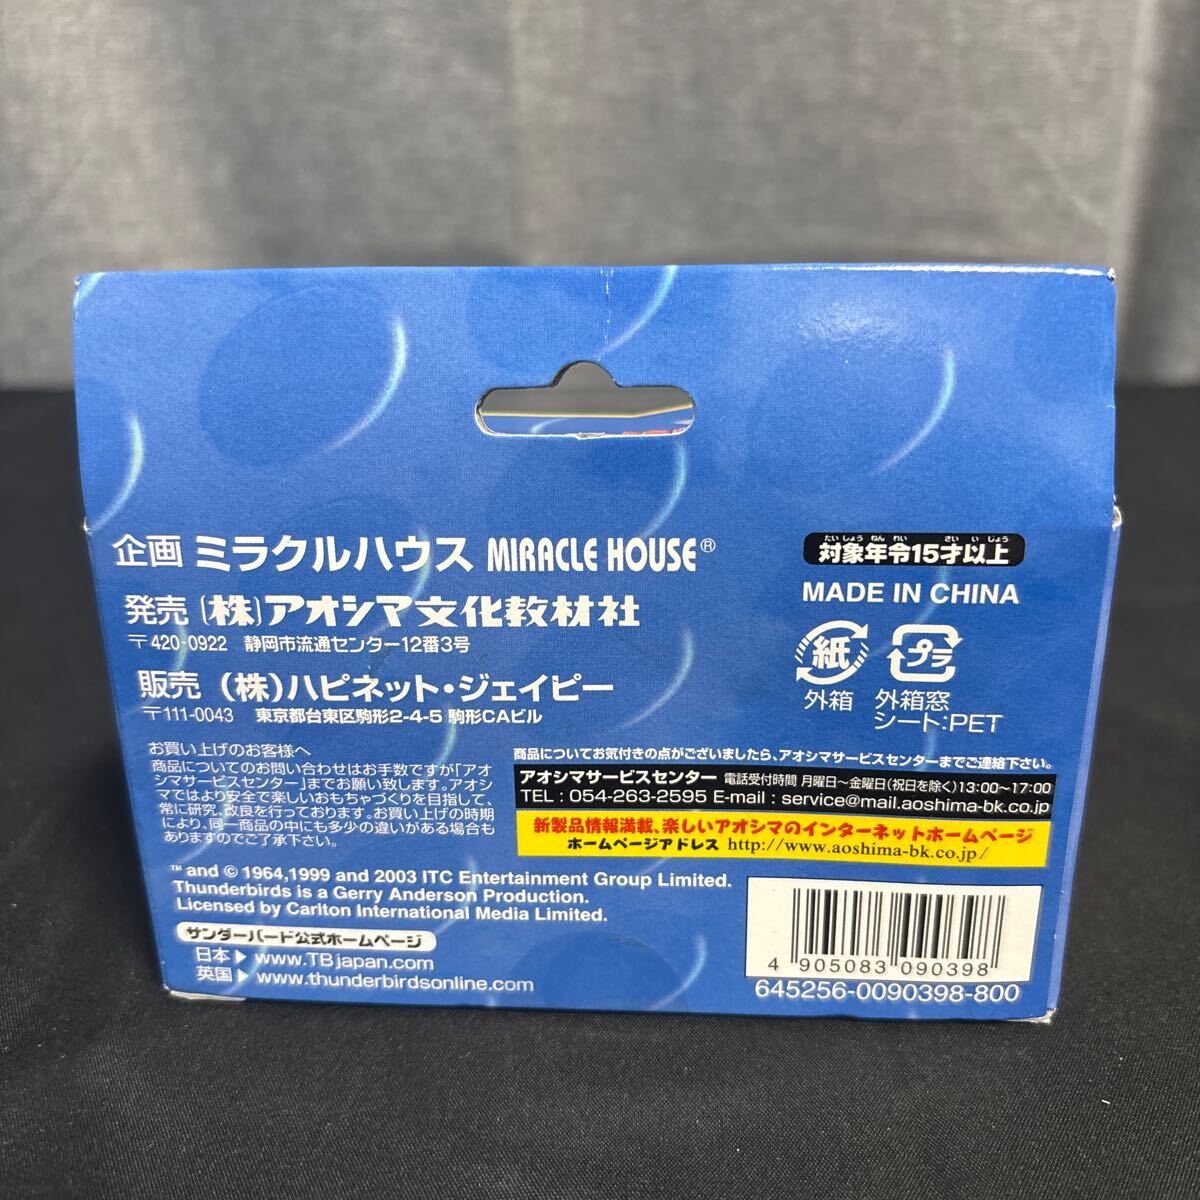 企画 ミラクルハウス MIRACLE HOUSE®
発売 (株)アオシマ文化教材社
〒420-0922 静岡市流通センター12番3号
販売 (株)ハピネット・ジェイピー
〒111-0043 東京都台東区駒形2-4-5 駒形CAビル
たいしょう ねん れい さい い じょう
対象年令15才以上
MADE IN CHINA
紙
外箱
プラ
外箱窓
シート:PET
お買い上げのお客様へ
商品についてのお問い合わせはお手数ですが「アオ
シマサービスセンター」までお願い致します。アオシ
マではより安全で楽しいおもちゃづくりを目指して、
常に研究、改良を行っております。お買い上げの時期
により、同一商品の中にも多少の違いがある場合も
ありますのでご了承下さい。
商品についてお気付きの点がございましたら、アオシマサービスセンターまでご連絡下さい。
アオシマサービスセンター 電話受付時間 月曜日〜金曜日(祝日を除く)13:00〜17:00
TEL : 054-263-2595 E-mail : service@mail.aoshima-bk.co.jp
新製品情報満載、楽しいアオシマのインターネットホームページ
ホームページアドレス http://www.aoshima-bk.co.jp/
™ and © 1964,1999 and 2003 ITC Entertainment Group Limited.
Thunderbirds is a Gerry Anderson Production.
Licensed by Carlton International Media Limited.
サンダーバード公式ホームページ
日本▶ www.TBjapan.com
英国▶ www.thunderbirdsonline.com
4 905083 090398
645256-0090398-800